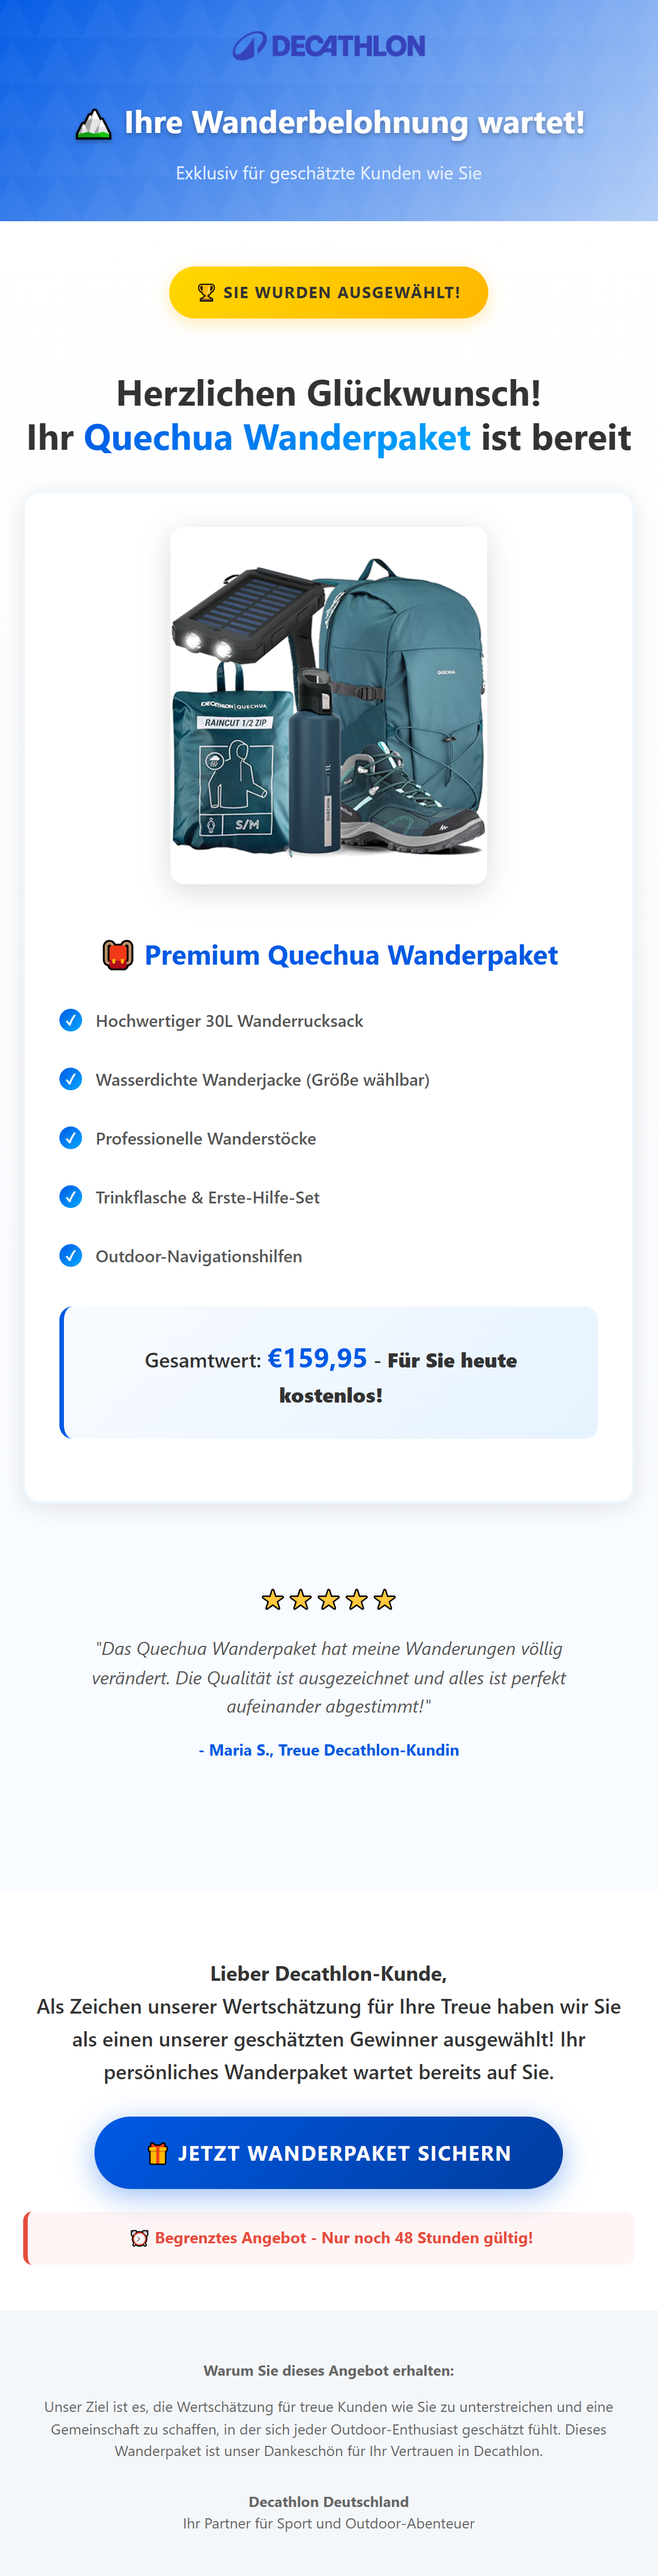 DECATHLON
Ihre Wanderbelohnung wartet!
Exklusiv für geschätzte Kunden wie Sie
SIE WURDEN AUSGEWÄHLT!
Herzlichen Glückwunsch!
Ihr Quechua Wanderpaket ist bereit
QUECHUA
DECATHLON | QUECHUA
RAINCUT 1/2 ZIP
S/M
1L
QUECHUA
Premium Quechua Wanderpaket
Hochwertiger 30L Wanderrucksack
Wasserdichte Wanderjacke (Größe wählbar)
Professionelle Wanderstöcke
Trinkflasche & Erste-Hilfe-Set
Outdoor-Navigationshilfen
Gesamtwert: €159,95 - Für Sie heute
kostenlos!
"Das Quechua Wanderpaket hat meine Wanderungen völlig
verändert. Die Qualität ist ausgezeichnet und alles ist perfekt
aufeinander abgestimmt!"
- Maria S., Treue Decathlon-Kundin
Lieber Decathlon-Kunde,
Als Zeichen unserer Wertschätzung für Ihre Treue haben wir Sie
als einen unserer geschätzten Gewinner ausgewählt! Ihr
persönliches Wanderpaket wartet bereits auf Sie.
JETZT WANDERPAKET SICHERN
Begrenztes Angebot - Nur noch 48 Stunden gültig!
Warum Sie dieses Angebot erhalten:
Unser Ziel ist es, die Wertschätzung für treue Kunden wie Sie zu unterstreichen und eine
Gemeinschaft zu schaffen, in der sich jeder Outdoor-Enthusiast geschätzt fühlt. Dieses
Wanderpaket ist unser Dankeschön für Ihr Vertrauen in Decathlon.
Decathlon Deutschland
Ihr Partner für Sport und Outdoor-Abenteuer